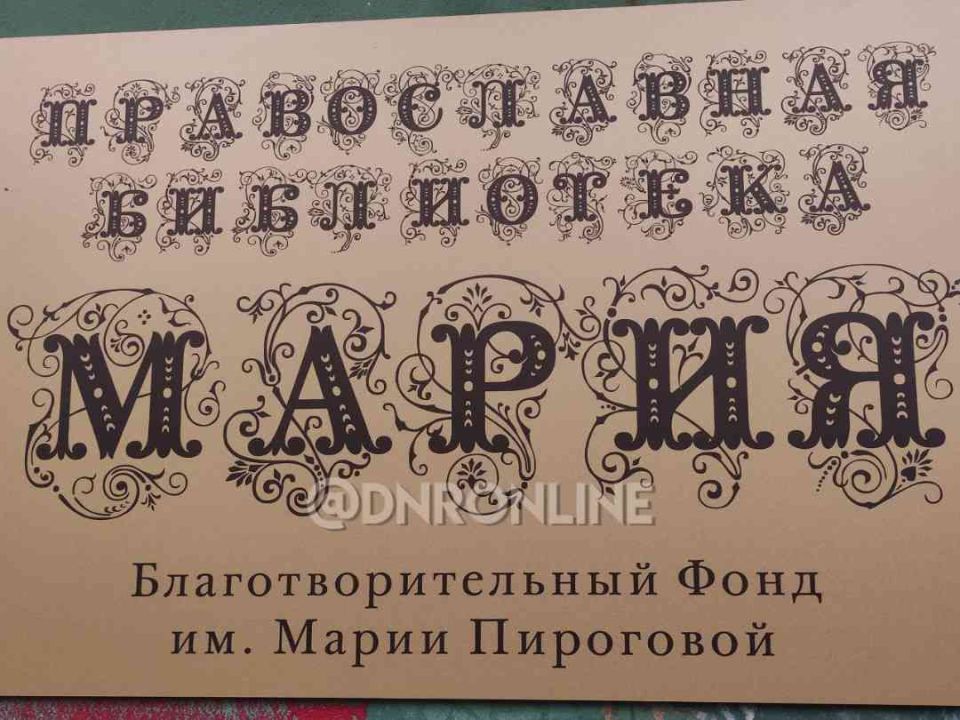 ПРАВОСЛАВНАЯ
БИБЛИОТЕКА
МАРИЯ
@DNRONLINE
Благотворительный Фонд
им. Марии Пироговой